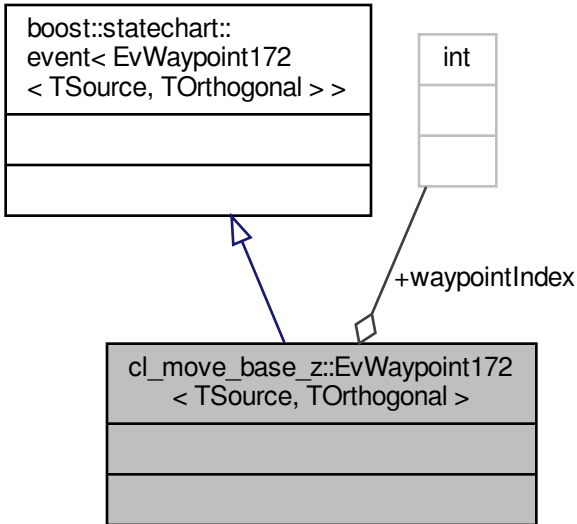 boost::statechart::
event< EvWaypoint172
< TSource, TOrthogonal > >
int
+waypointIndex
cl_move_base_z::EvWaypoint172
< TSource, TOrthogonal >